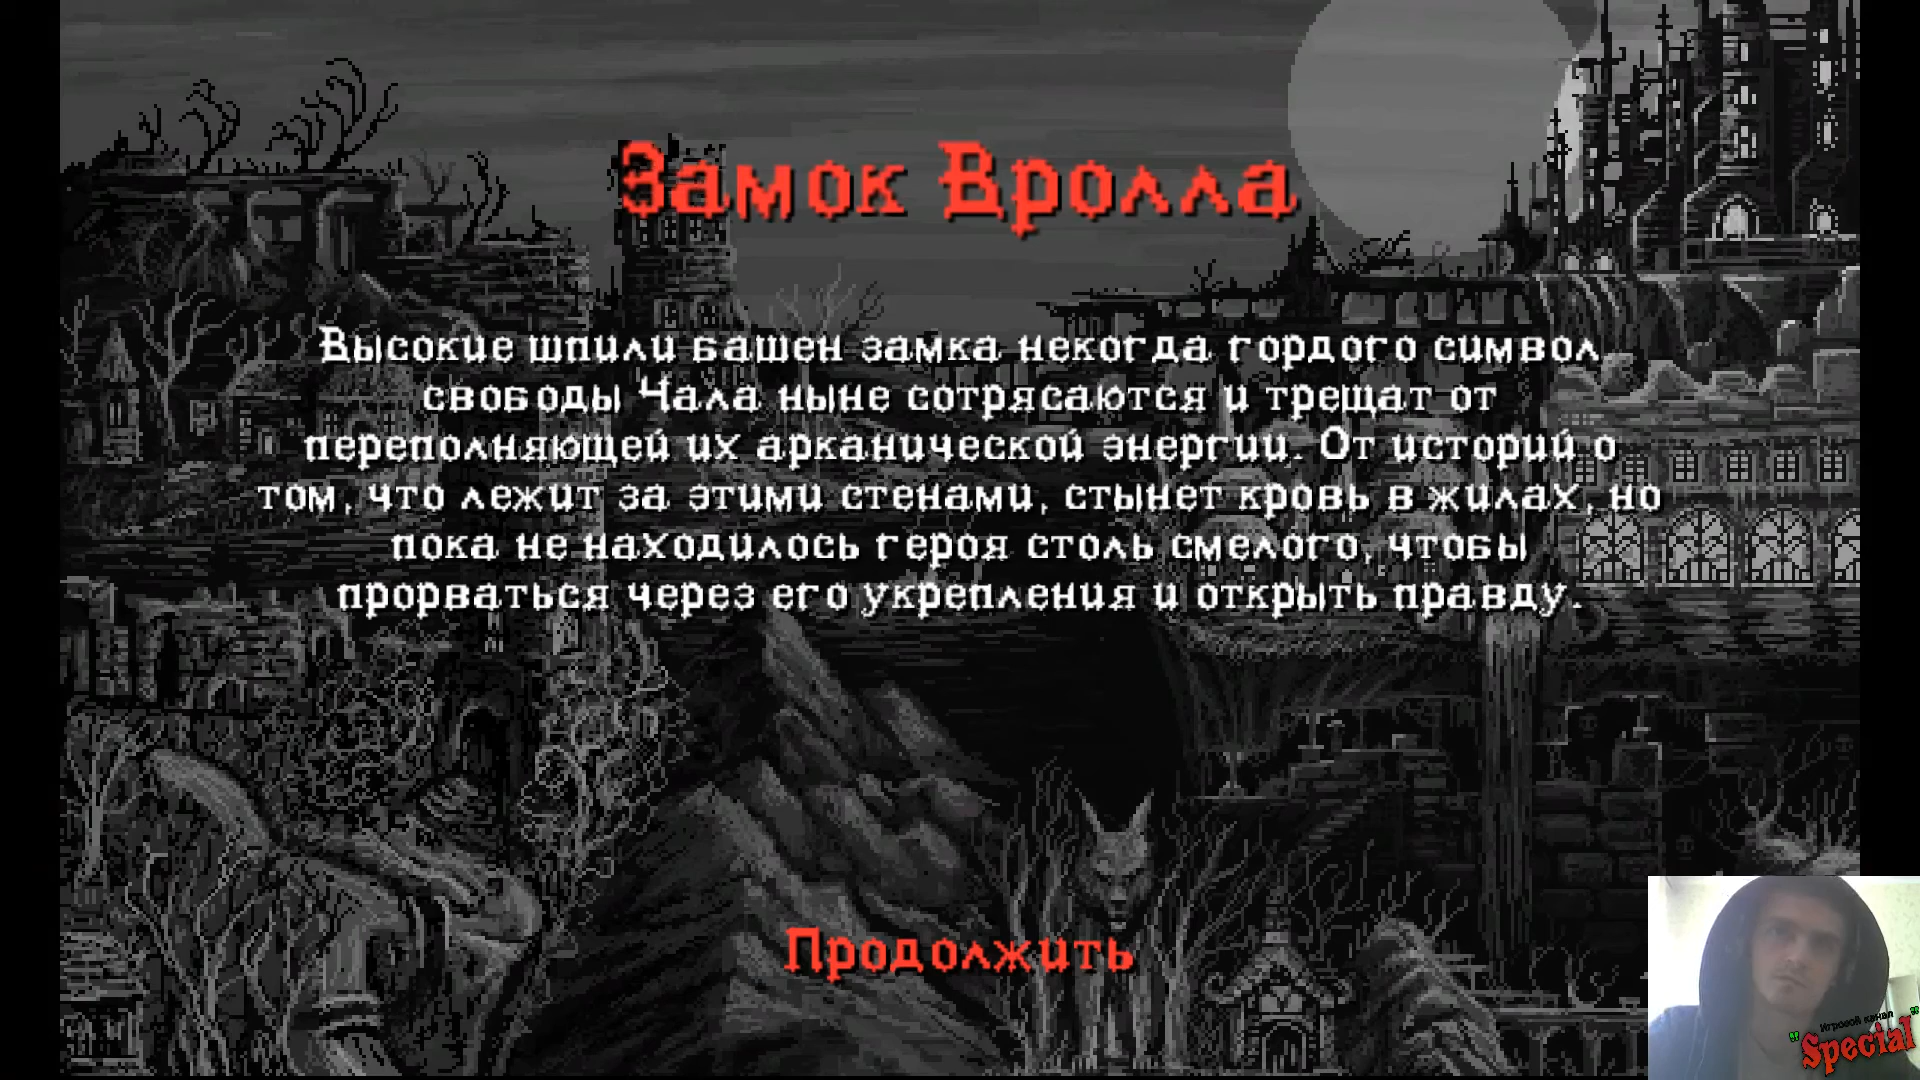 Замок Вролла
Высокие шпили башен замка некогда гордого символ
свободы Чала ныне сотрясаются и трещат от
переполняющей их арканической энергии. От историй о
том, что лежит за этими стенами, стынет кровь в жилах, но
пока не находилось героя столь смелого, чтобы
прорваться через его укрепления и открыть правду.
Продолжить
Игровой канал
"Special"